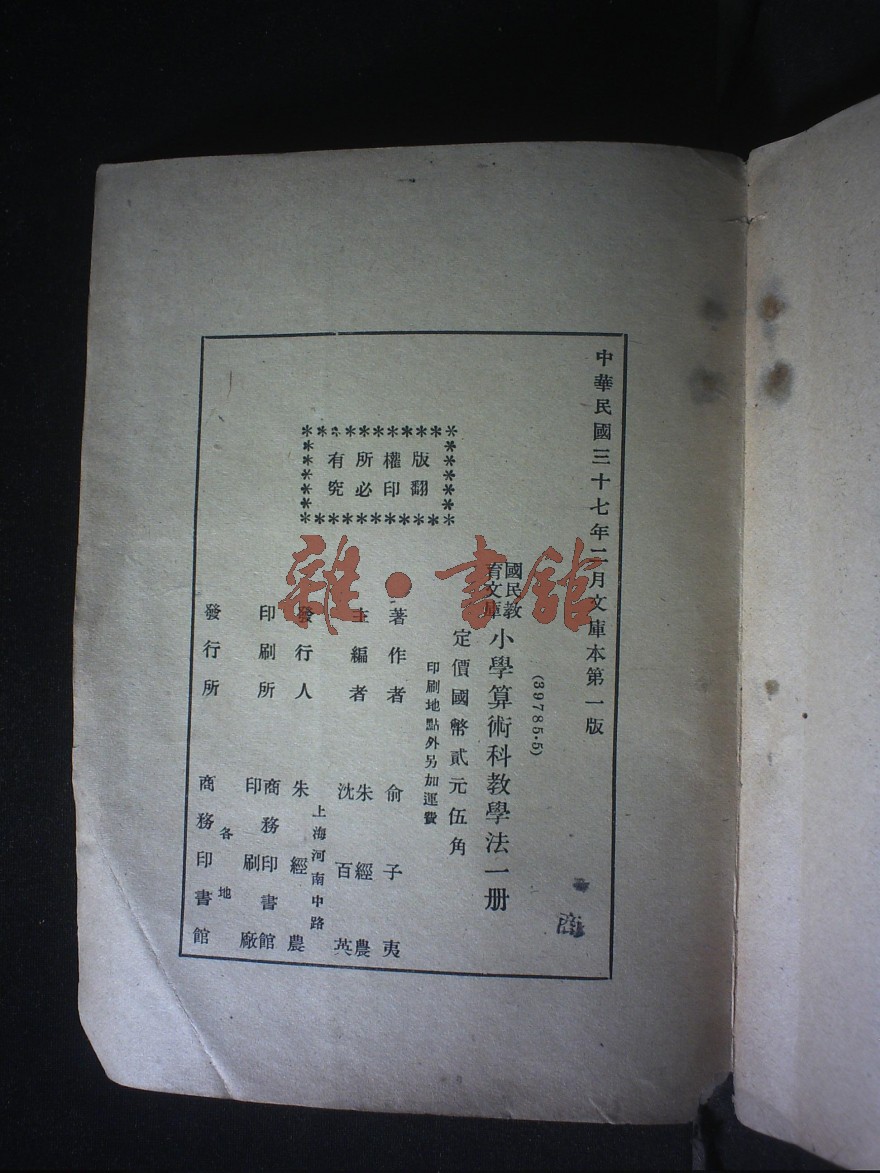 中華民國三十七年二月文庫本第一版
(39785·5)
國民教育文庫
小學算術科教學法一册
定價國幣貳元伍角
印刷地點外另加運費
版權所有
翻印必究
著作者 俞子夷
主編者 朱經農 沈百英
上海河南中路
發行人 朱經農
印刷所 商務印書館印刷廠
各地
發行所 商務印書館
商
雜·書館